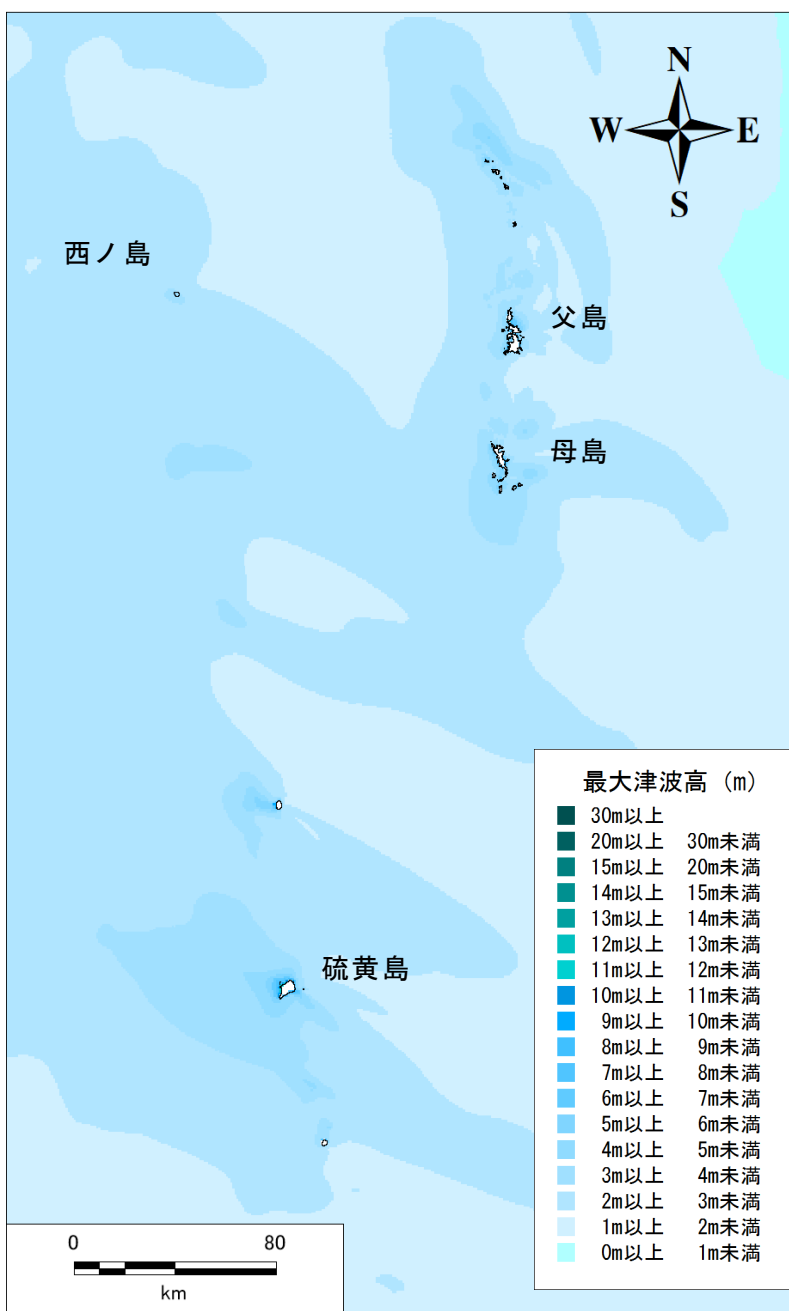 N
W E
S
西ノ島
父島
母島
硫黄島
最大津波高 (m)
30m以上
20m以上 30m未満
15m以上 20m未満
14m以上 15m未満
13m以上 14m未満
12m以上 13m未満
11m以上 12m未満
10m以上 11m未満
9m以上 10m未満
8m以上 9m未満
7m以上 8m未満
6m以上 7m未満
5m以上 6m未満
4m以上 5m未満
3m以上 4m未満
2m以上 3m未満
1m以上 2m未満
0m以上 1m未満
0 80
km